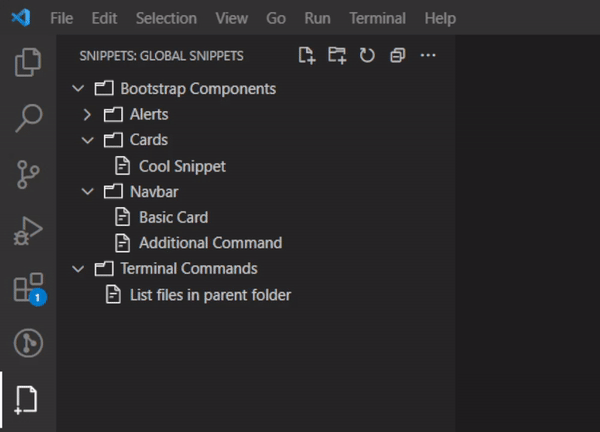 File Edit Selection View Go Run Terminal Help
SNIPPETS: GLOBAL SNIPPETS
Bootstrap Components
Alerts
Cards
Cool Snippet
Navbar
Basic Card
Additional Command
Terminal Commands
List files in parent folder
1